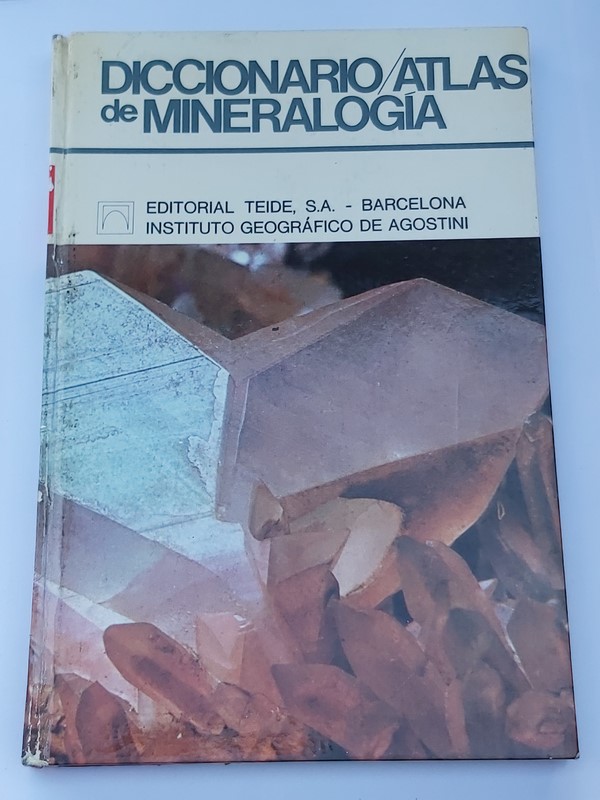 DICCIONARIO/ATLAS
de MINERALOGÍA
EDITORIAL TEIDE, S.A. - BARCELONA
INSTITUTO GEOGRÁFICO DE AGOSTINI